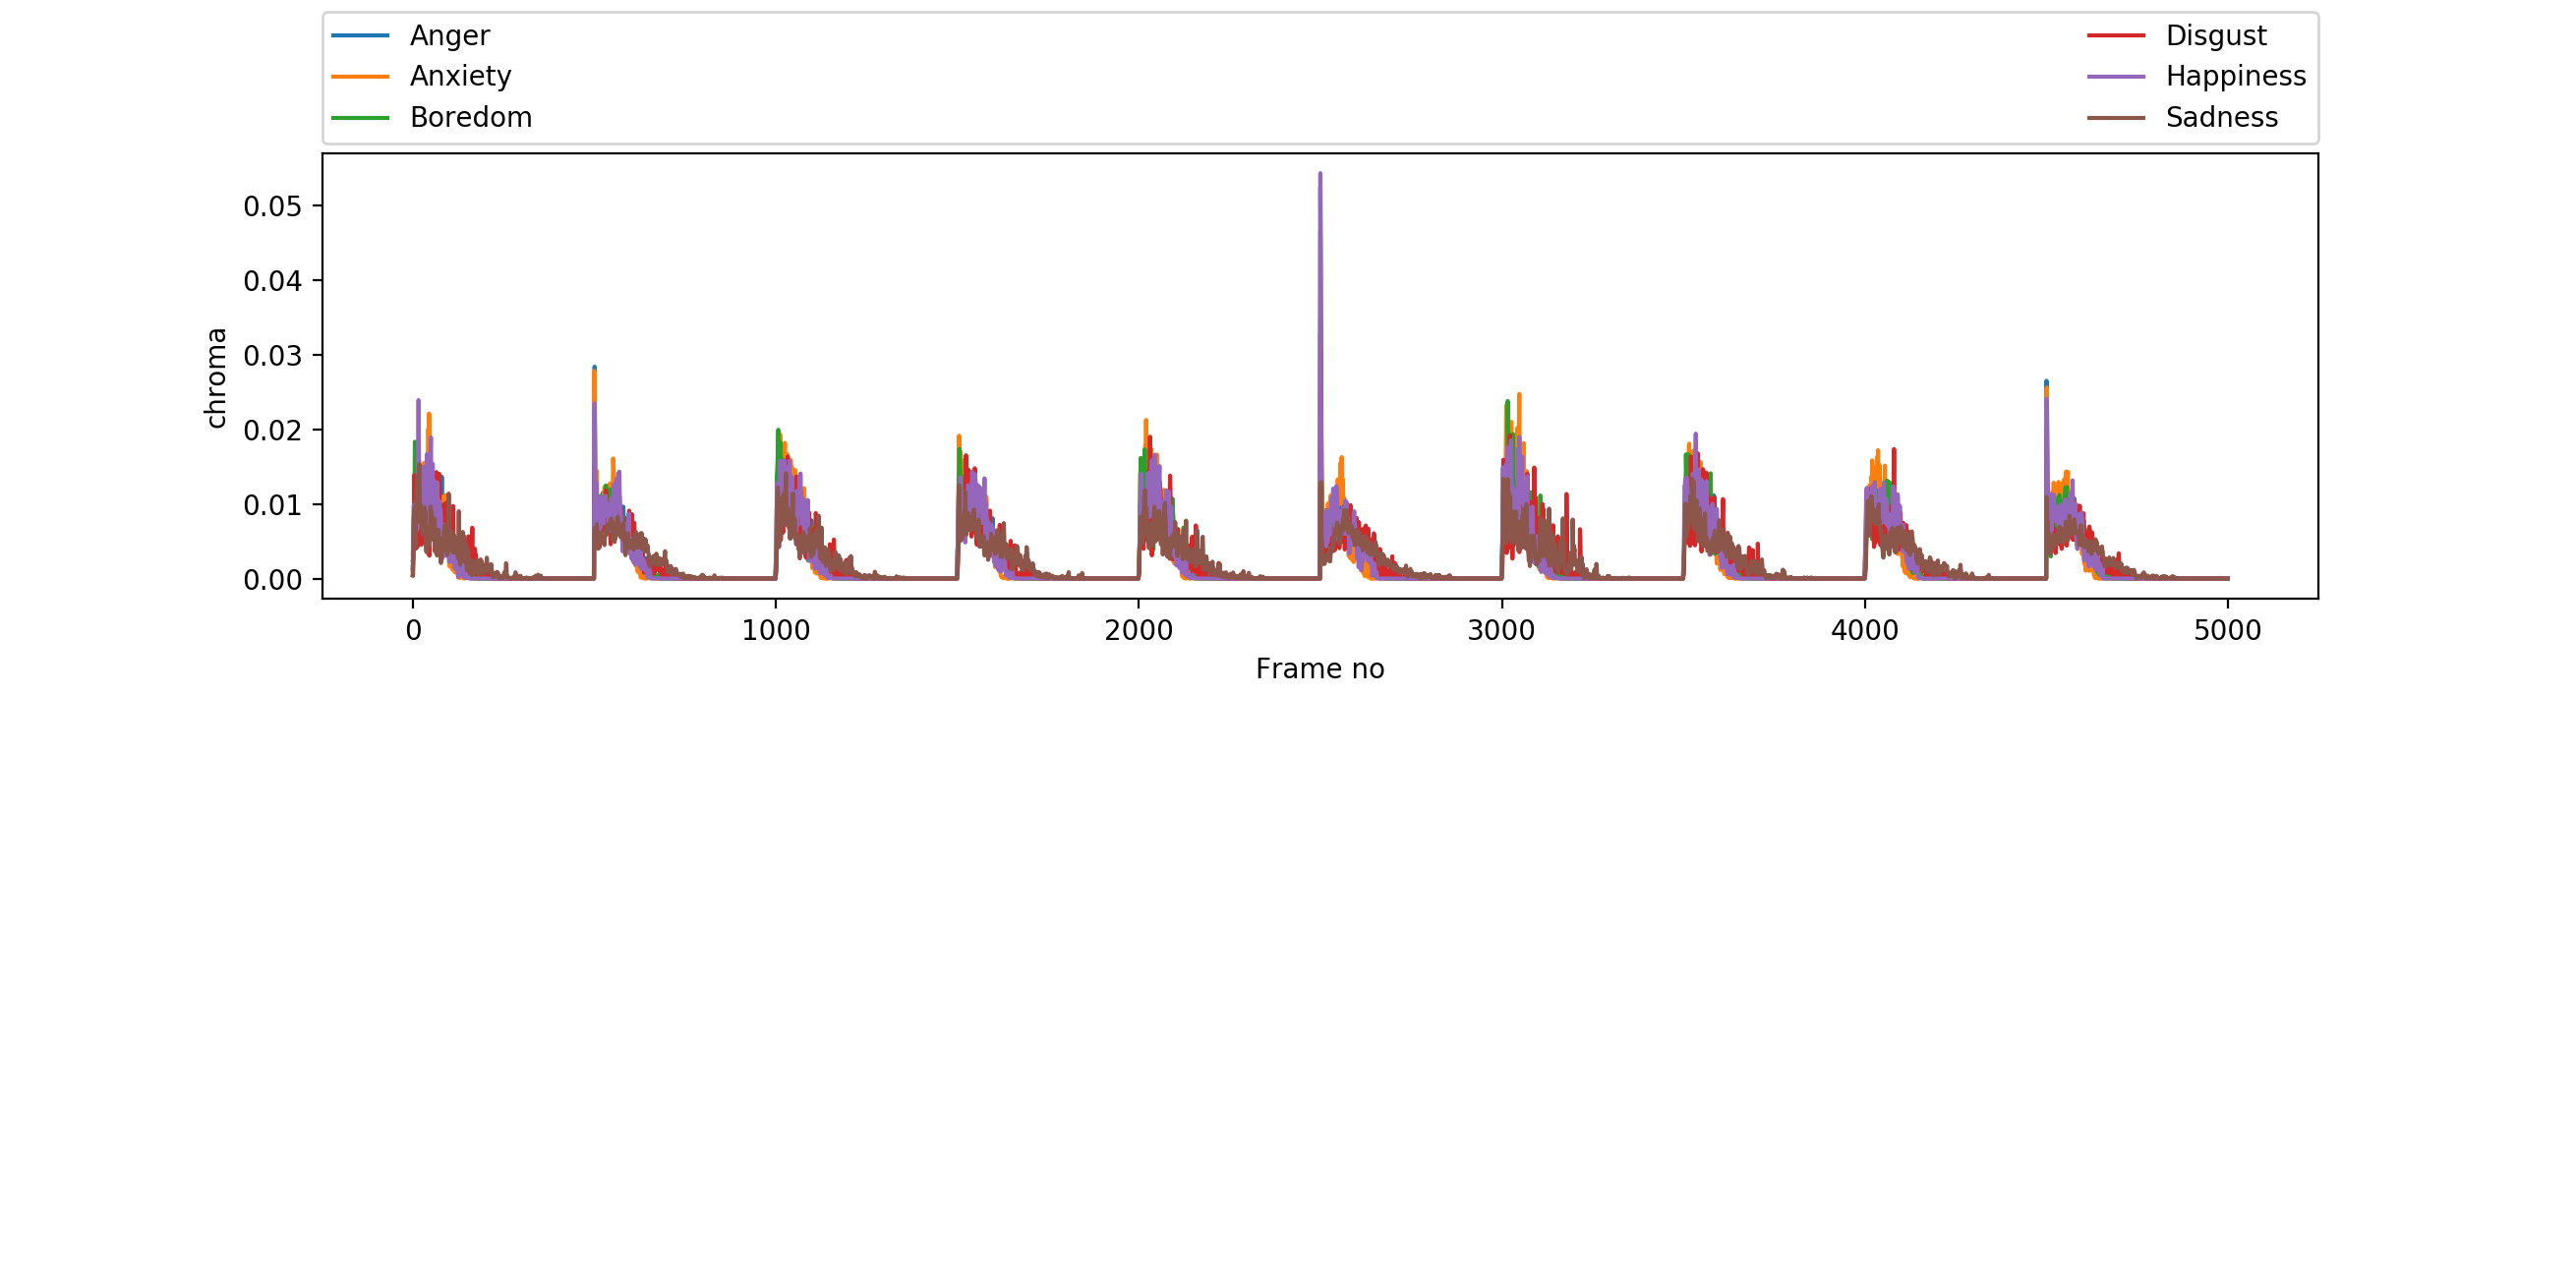 Anger
Anxiety
Boredom
Disgust
Happiness
Sadness
0.05
0.04
0.03
0.02
0.01
0.00
chroma
0 1000 2000 3000 4000 5000
Frame no